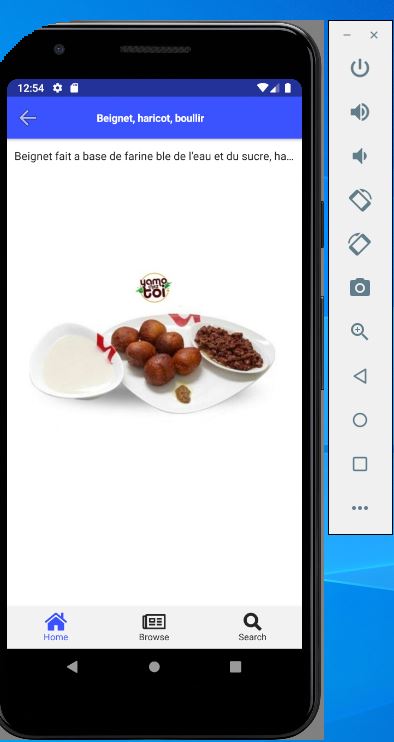 12:54
Beignet, haricot, boullir
Beignet fait a base de farine ble de l'eau et du sucre, ha...
yamo
toi
Home
Browse
Search